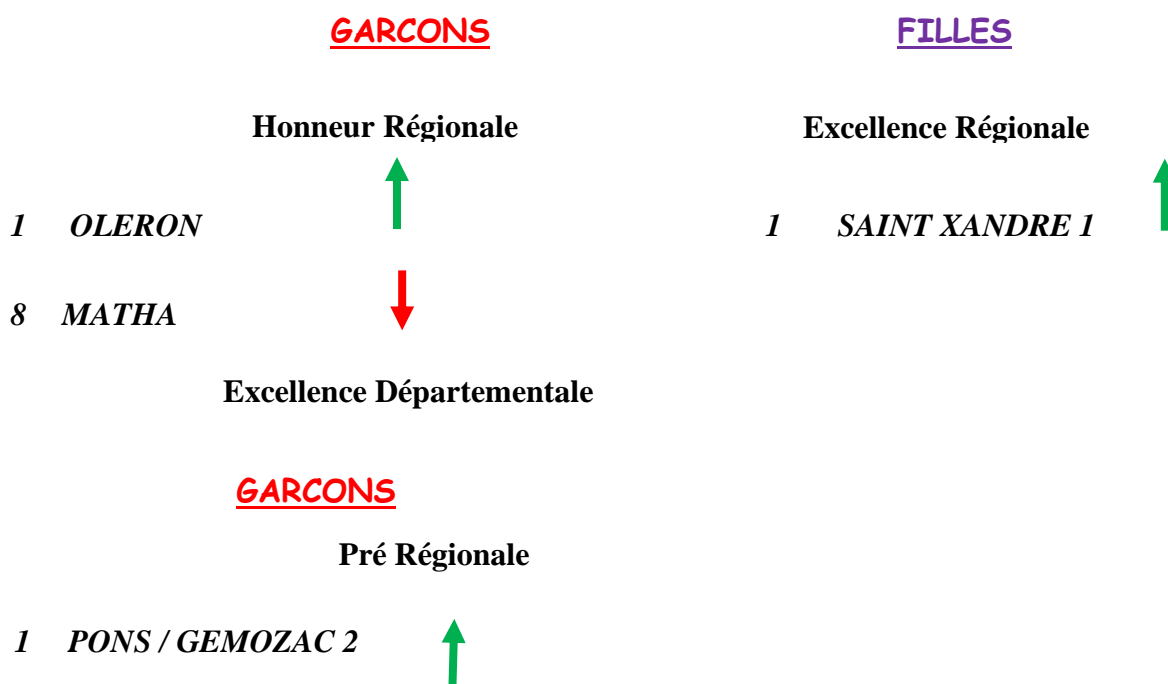 GARCONS
FILLES
Honneur Régionale
Excellence Régionale
1 OLERON
1 SAINT XANDRE 1
8 MATHA
Excellence Départementale
GARCONS
Pré Régionale
1 PONS / GEMOZAC 2